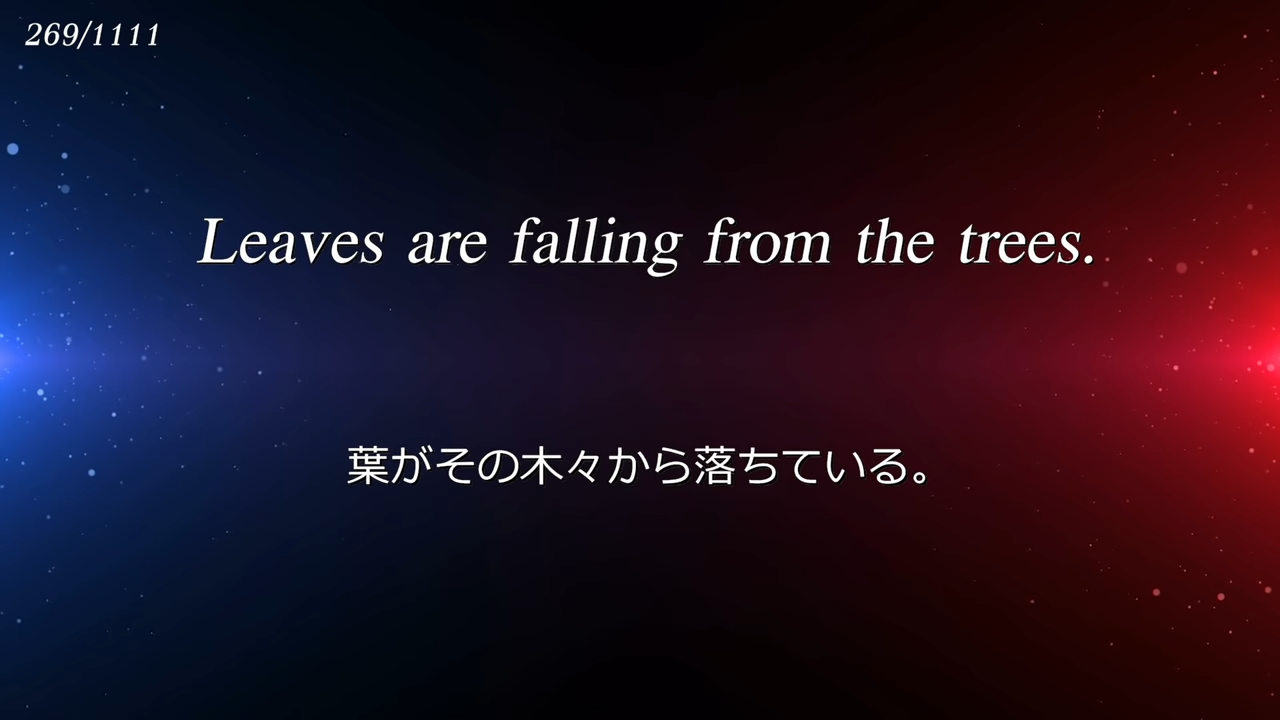 269/1111
Leaves are falling from the trees.
葉がその木々から落ちている。